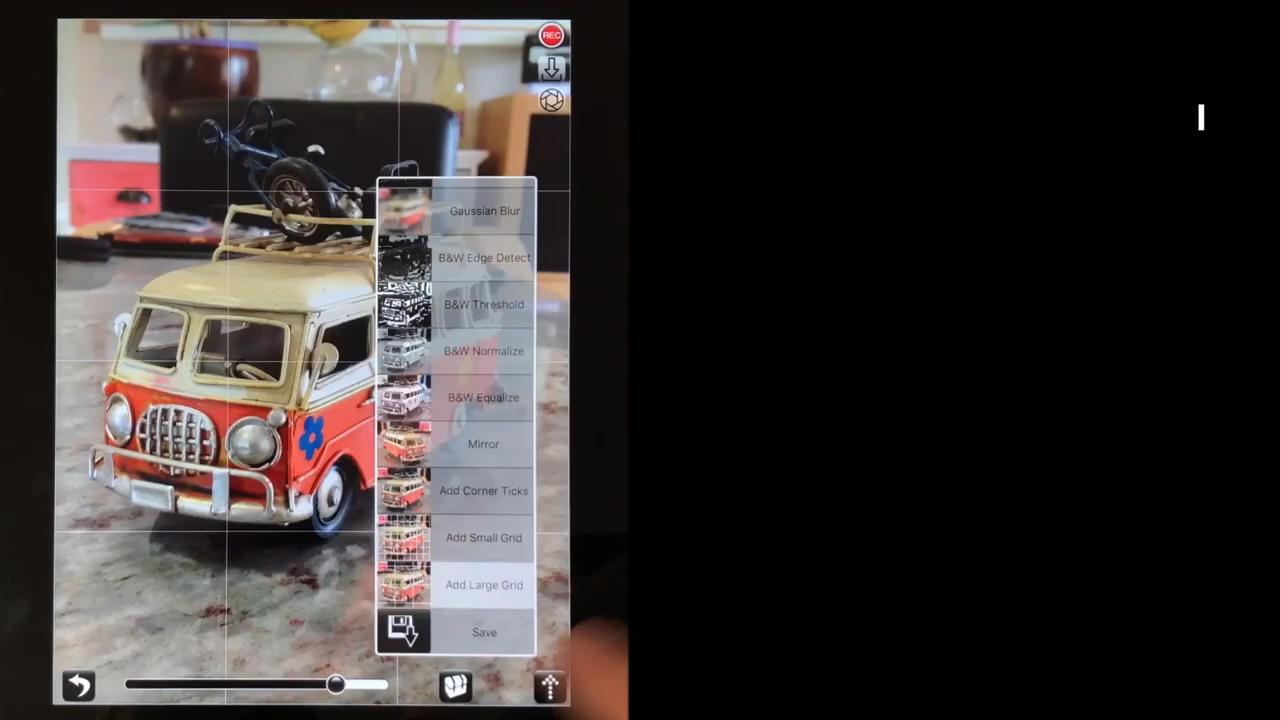 REC
Gaussian Blur
B&W Edge Detect
B&W Threshold
B&W Normalize
B&W Equalize
Mirror
Add Corner Ticks
Add Small Grid
Add Large Grid
Save